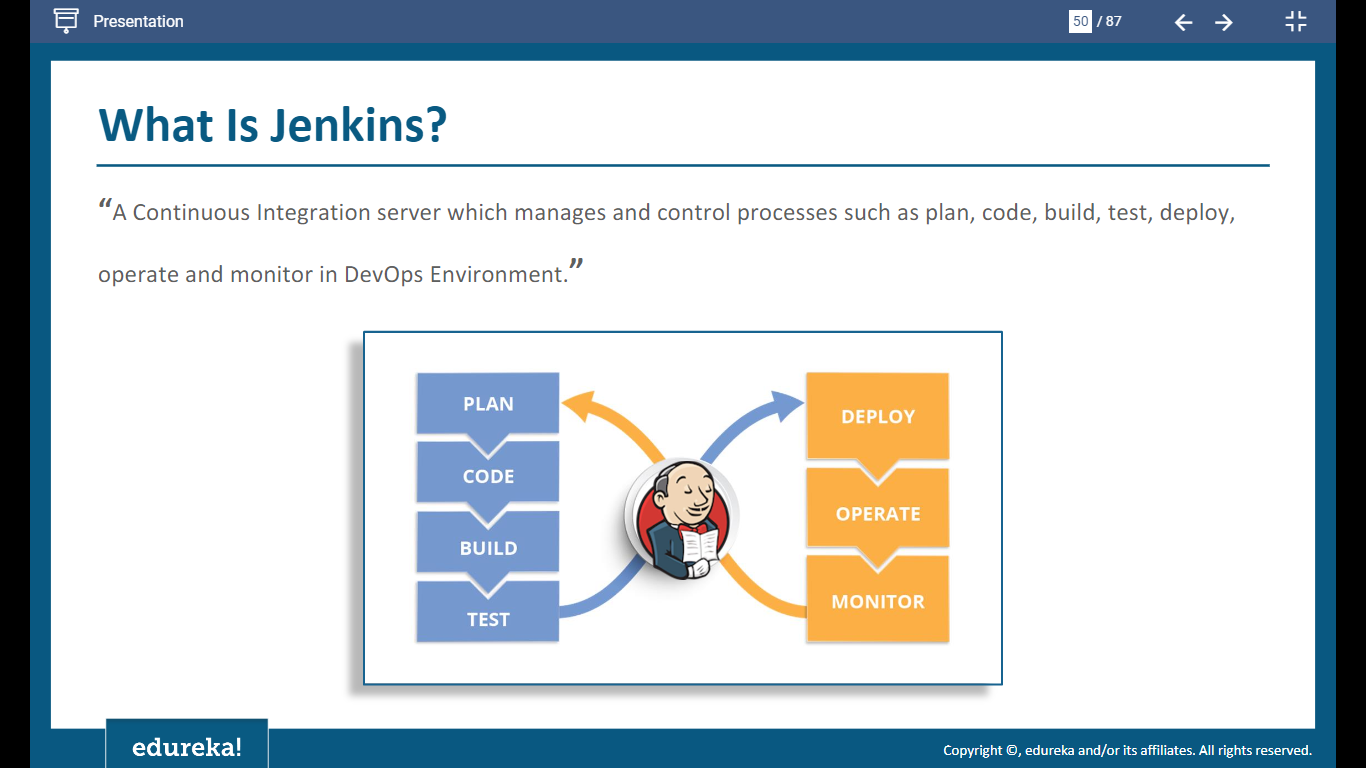 Presentation
50 / 87
What Is Jenkins?
“A Continuous Integration server which manages and control processes such as plan, code, build, test, deploy,
operate and monitor in DevOps Environment.”
PLAN
CODE
BUILD
TEST
DEPLOY
OPERATE
MONITOR
edureka!
Copyright ©, edureka and/or its affiliates. All rights reserved.